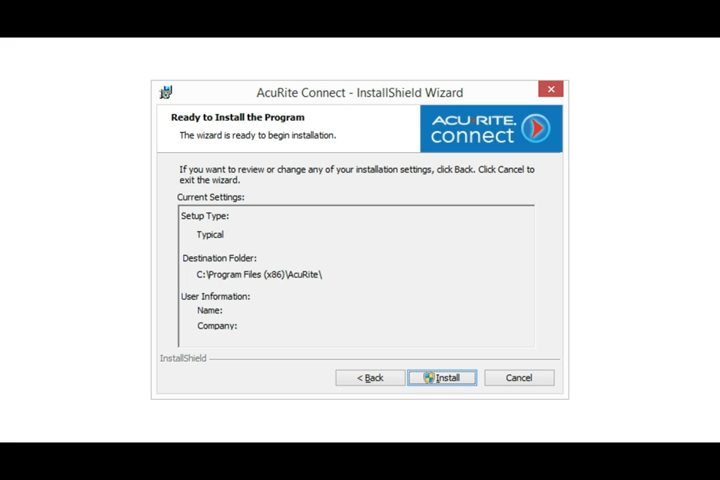 AcuRite Connect - InstallShield Wizard
Ready to Install the Program
The wizard is ready to begin installation.
ACU RITE.
connect
If you want to review or change any of your installation settings, click Back. Click Cancel to
exit the wizard.
Current Settings:
Setup Type:
Typical
Destination Folder:
C:\Program Files (x86)\AcuRite\
User Information:
Name:
Company:
InstallShield
< Back
Install
Cancel